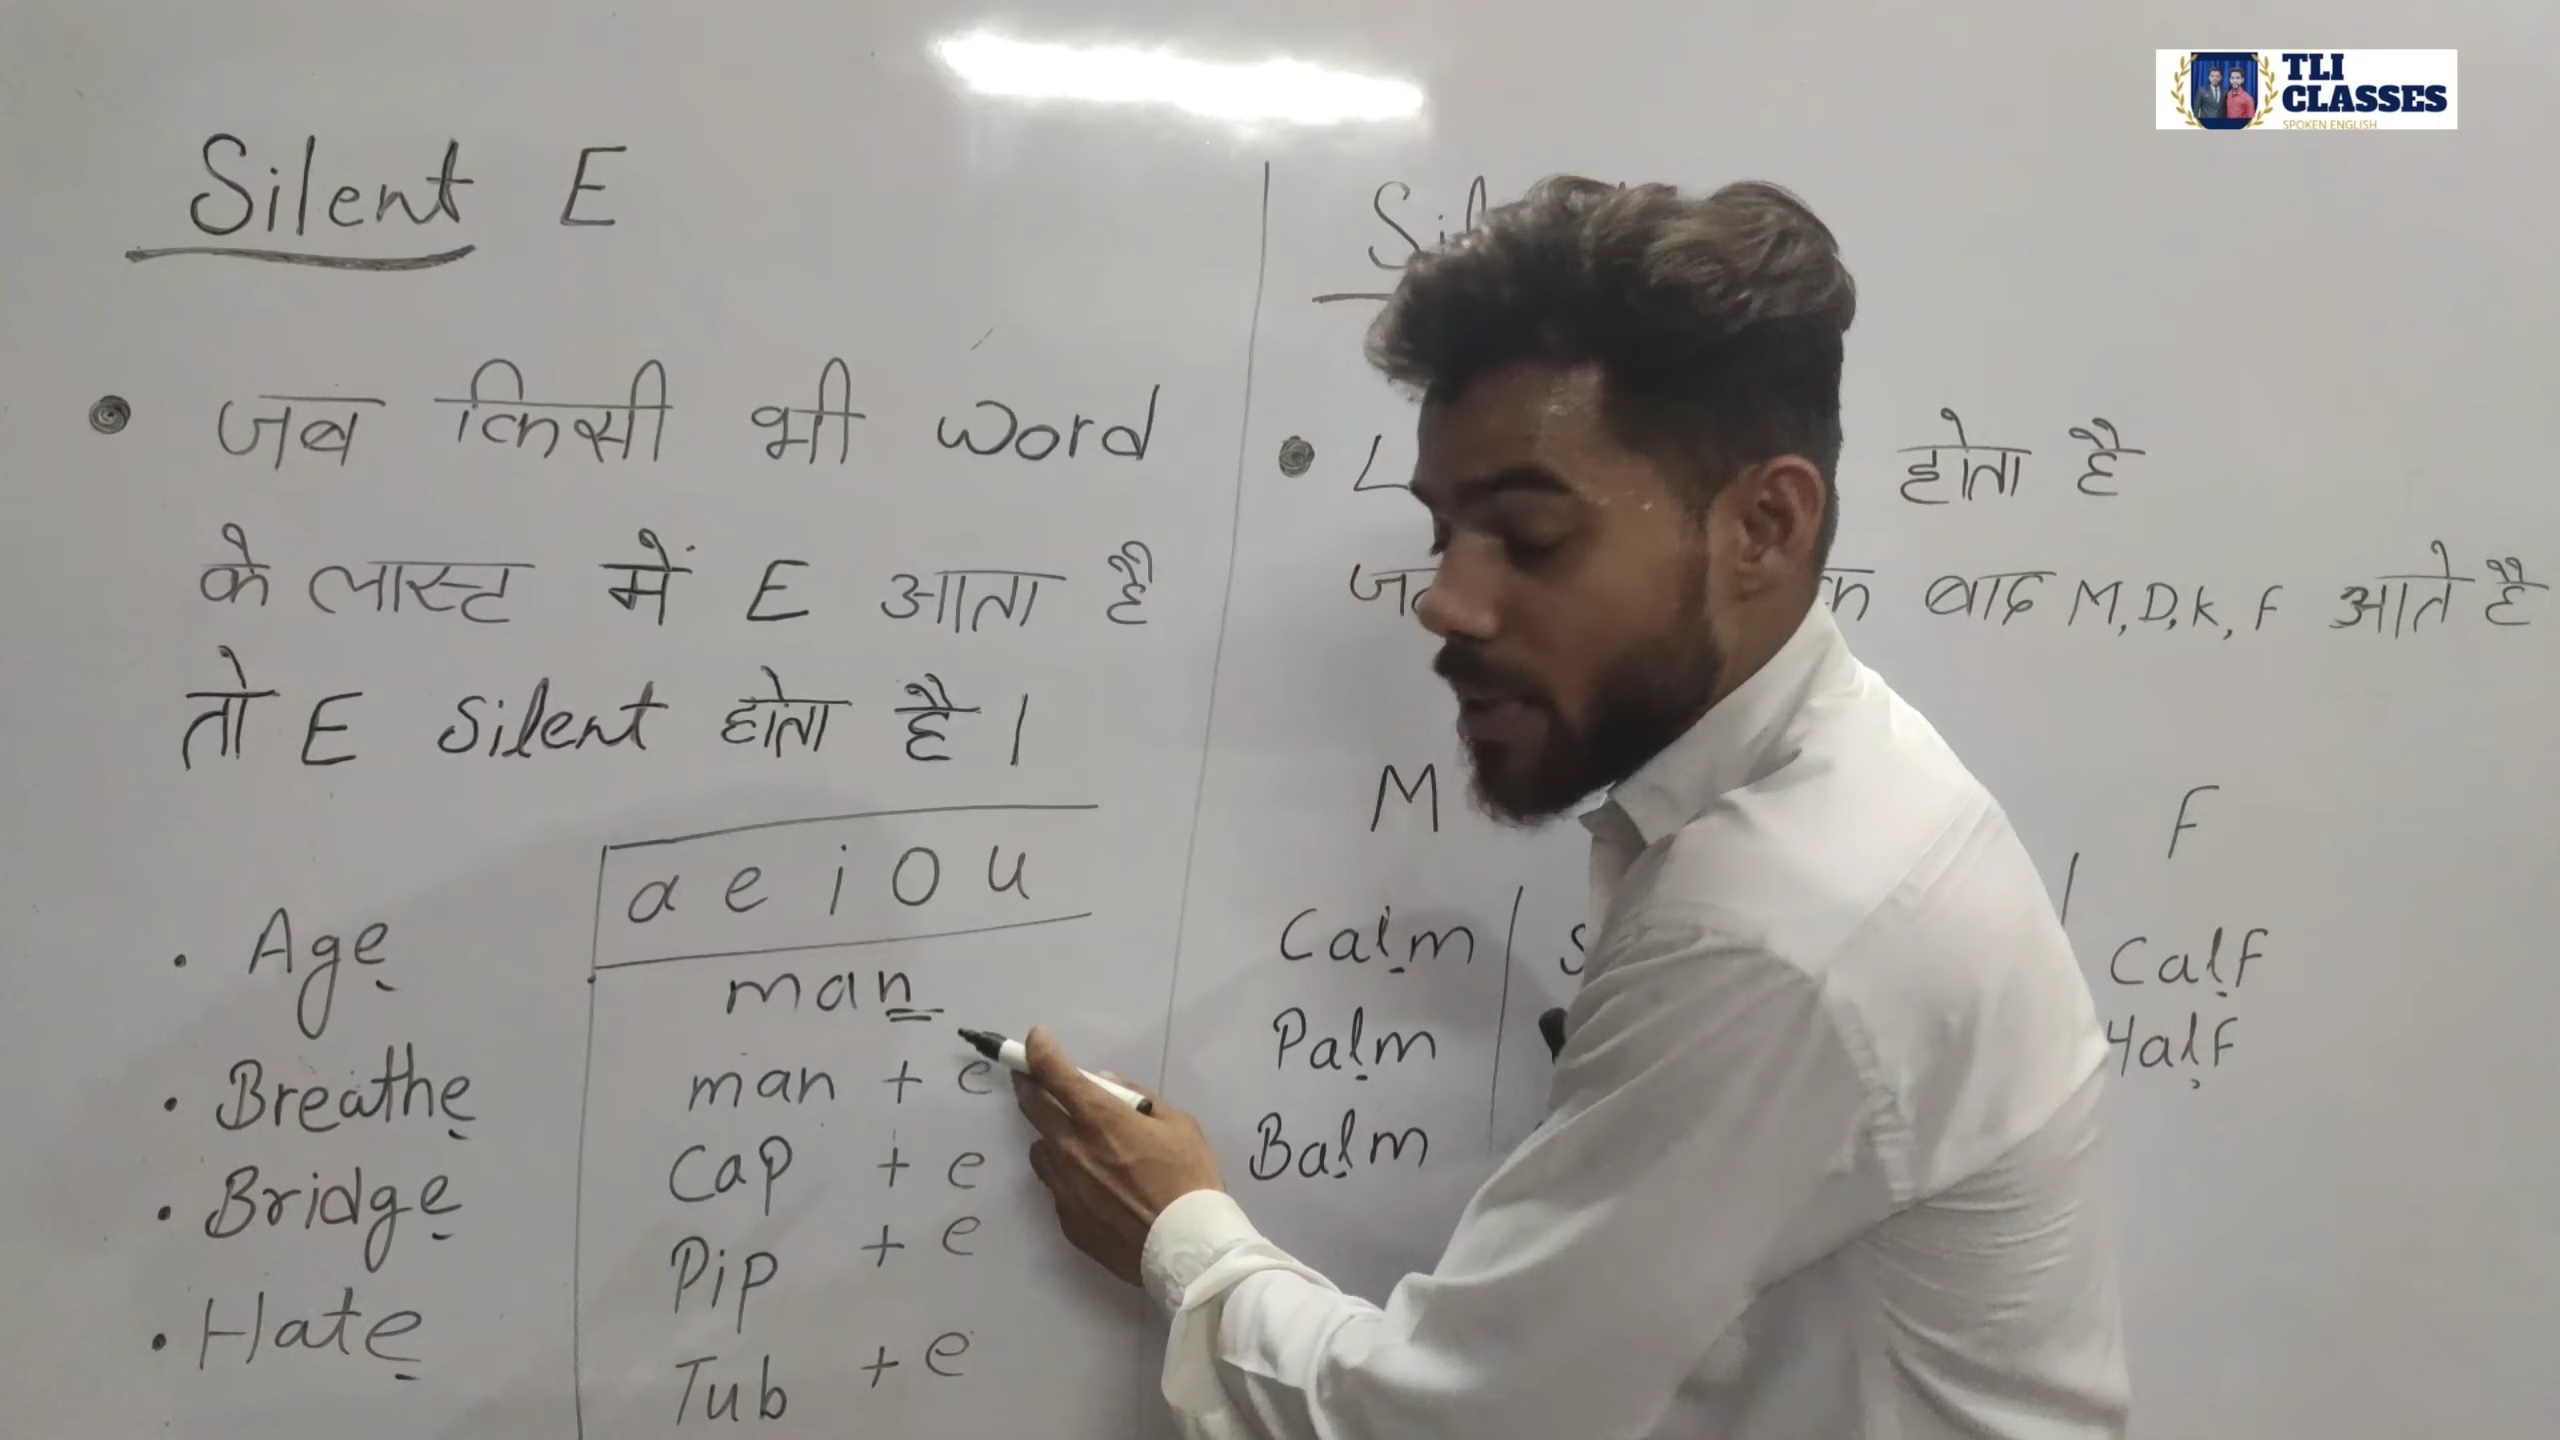 TLI
CLASSES
SPOKEN ENGLISH
Silent E
• जब किसी भी word
के लास्ट में E आता है
तो E Silent होता है।
a e i o u
• Age
• Breathe
• Bridge
• Hate
man
man + e
Cap + e
Pip + e
Tub + e
• L होता है
बाद M, D, K, F आते है
M
F
Calm
Palm
Balm
Calf
Half